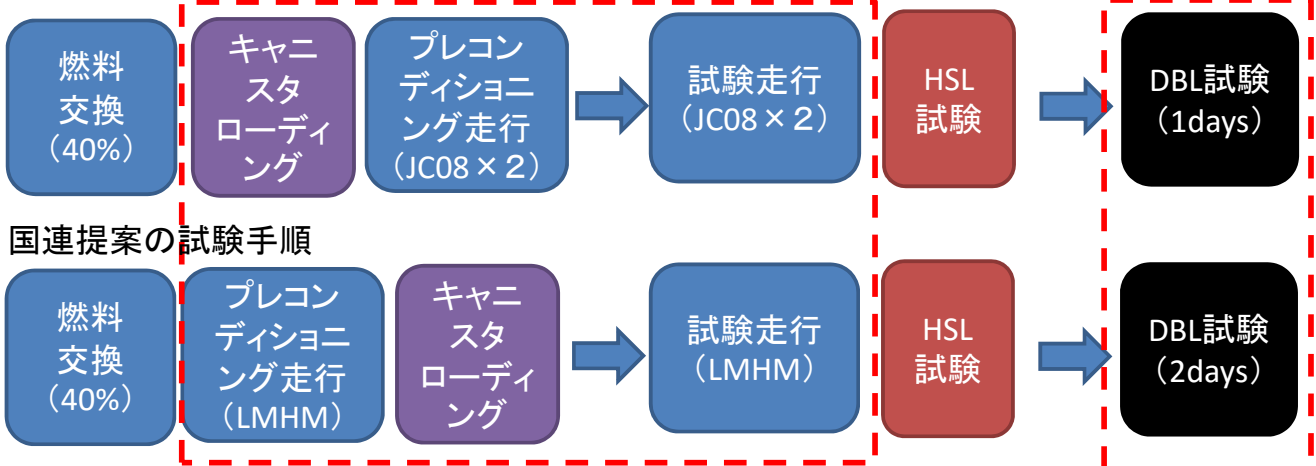 燃料
交換
（40%）
キャニ
スタ
ローディ
ング
プレコン
ディショニ
ング走行
（JC08×２）
試験走行
（JC08×２）
HSL
試験
DBL試験
（1days）
国連提案の試験手順
燃料
交換
（40%）
プレコン
ディショニ
ング走行
（LMHM）
キャニ
スタ
ローディ
ング
試験走行
（LMHM）
HSL
試験
DBL試験
（2days）